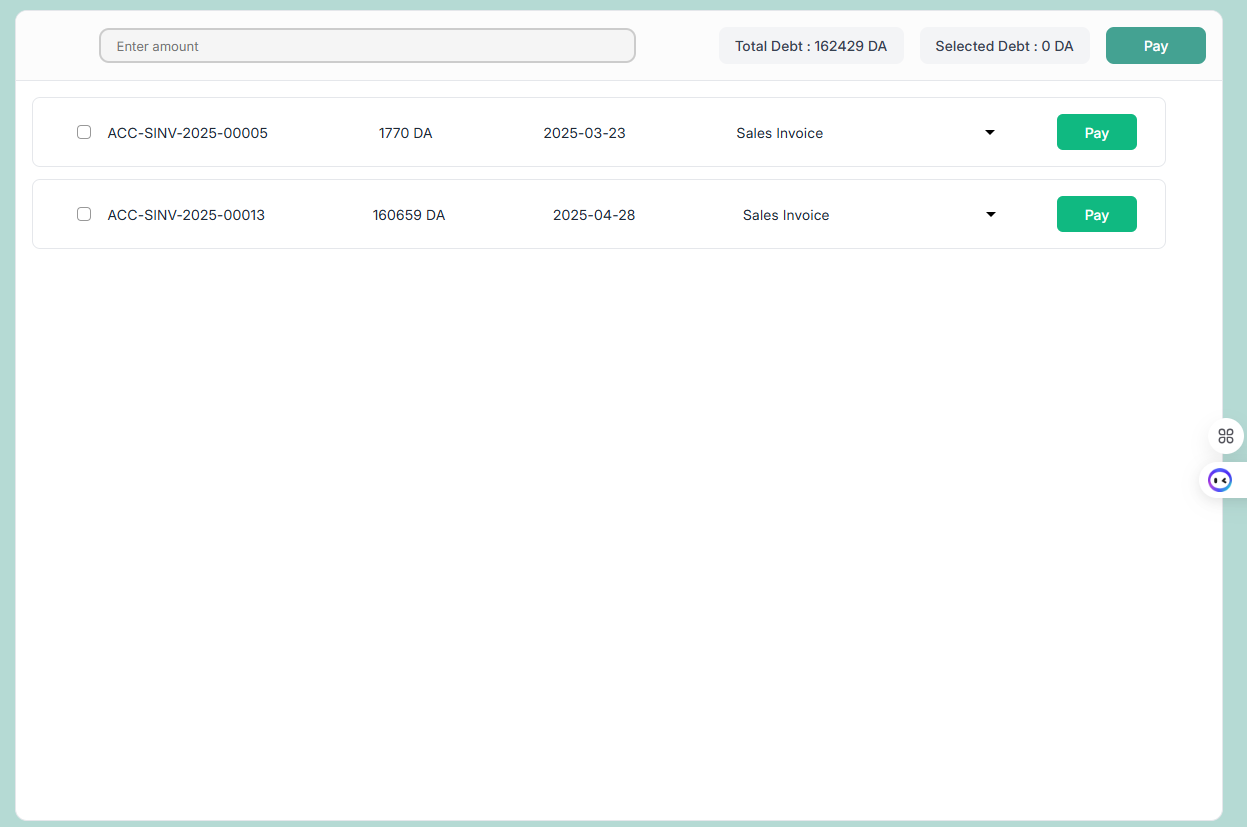 Enter amount Total Debt : 162429 DA Selected Debt : 0 DA Pay
ACC-SINV-2025-00005 1770 DA 2025-03-23 Sales Invoice Pay
ACC-SINV-2025-00013 160659 DA 2025-04-28 Sales Invoice Pay